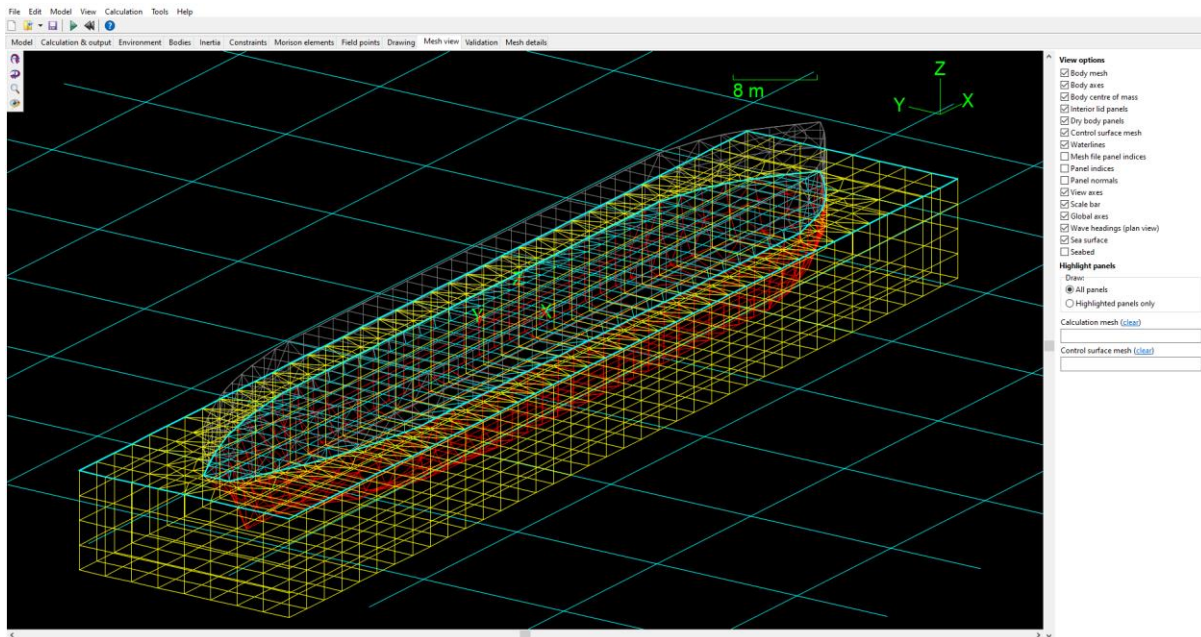 File Edit Model View Calculation Tools Help
Model Calculation & output Environment Bodies Inertia Constraints Morison elements Field points Drawing Mesh view Validation Mesh details
8 m
Z
Y
X
Y
X
View options
Body mesh
Body axes
Body centre of mass
Interior lid panels
Dry body panels
Control surface mesh
Waterlines
Mesh file panel indices
Panel indices
Panel normals
View axes
Scale bar
Global axes
Wave headings (plan view)
Sea surface
Seabed
Highlight panels
Draw:
All panels
Highlighted panels only
Calculation mesh (clear)
Control surface mesh (clear)